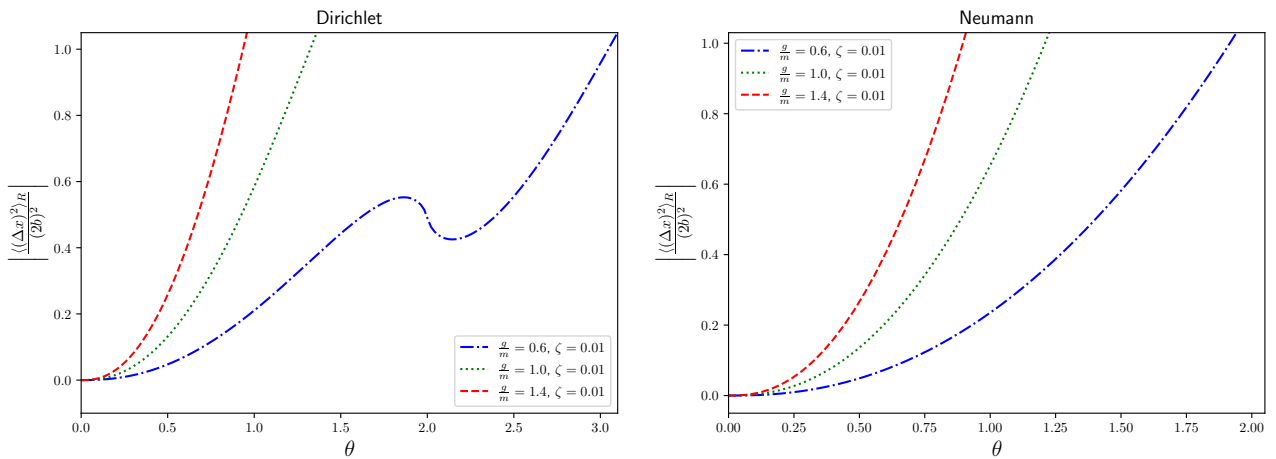 Dirichlet
1.0
0.8
0.6
0.4
0.2
0.0
|⟨(Δx)²⟩_R / (2b)²|
g/m = 0.6, ζ = 0.01
g/m = 1.0, ζ = 0.01
g/m = 1.4, ζ = 0.01
0.0 0.5 1.0 1.5 2.0 2.5 3.0
θ
Neumann
g/m = 0.6, ζ = 0.01
g/m = 1.0, ζ = 0.01
g/m = 1.4, ζ = 0.01
1.0
0.8
0.6
0.4
0.2
0.0
|⟨(Δx)²⟩_R / (2b)²|
0.00 0.25 0.50 0.75 1.00 1.25 1.50 1.75 2.00
θ